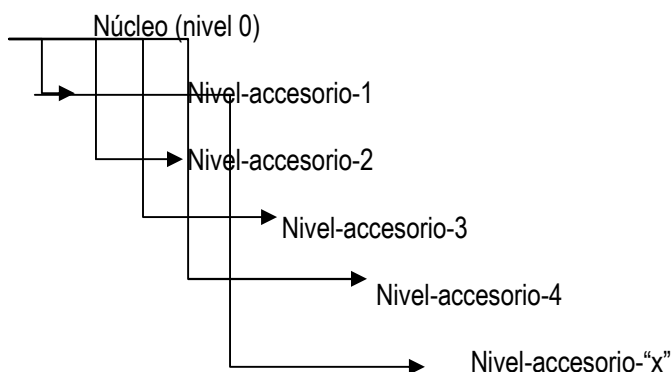 Núcleo (nivel 0)
Nivel-accesorio-1
Nivel-accesorio-2
Nivel-accesorio-3
Nivel-accesorio-4
Nivel-accesorio-“x”